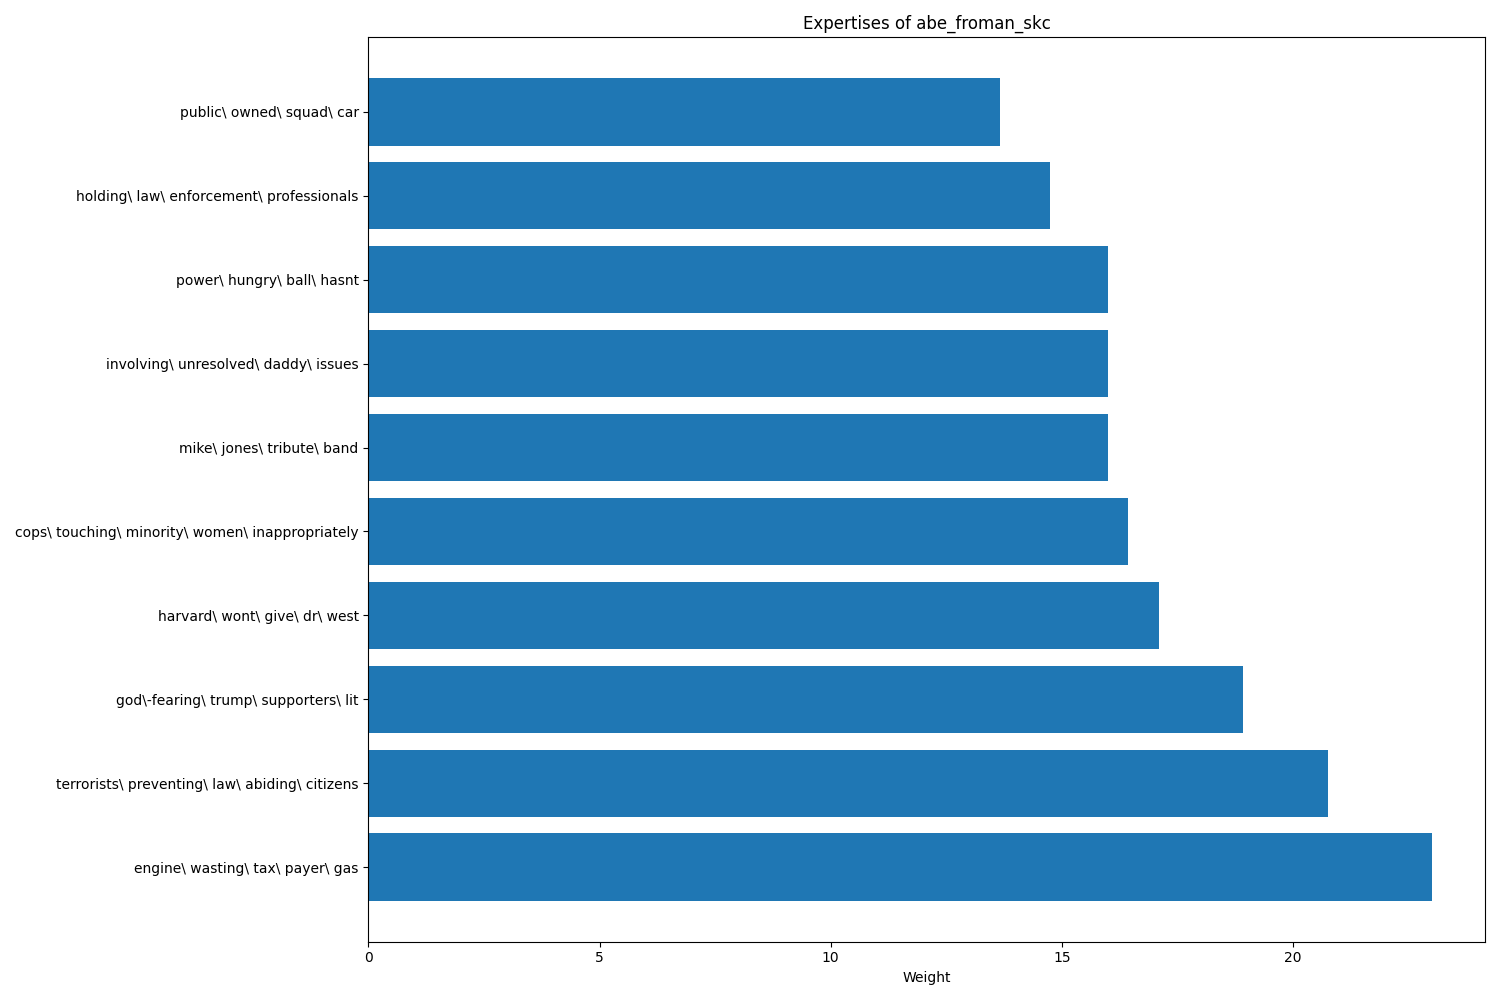 Expertises of abe_froman_skc
public\ owned\ squad\ car
holding\ law\ enforcement\ professionals
power\ hungry\ ball\ hasnt
involving\ unresolved\ daddy\ issues
mike\ jones\ tribute\ band
cops\ touching\ minority\ women\ inappropriately
harvard\ wont\ give\ dr\ west
god\-fearing\ trump\ supporters\ lit
terrorists\ preventing\ law\ abiding\ citizens
engine\ wasting\ tax\ payer\ gas
0 5 10 15 20
Weight